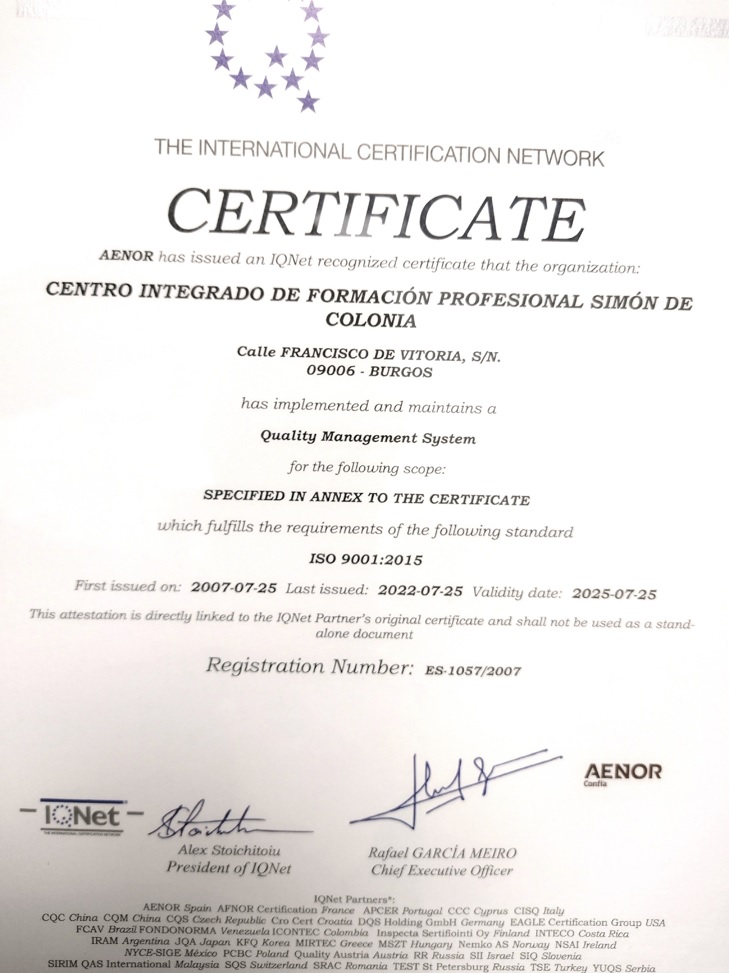 THE INTERNATIONAL CERTIFICATION NETWORK
CERTIFICATE
AENOR has issued an IQNet recognized certificate that the organization:
CENTRO INTEGRADO DE FORMACIÓN PROFESIONAL SIMÓN DE
COLONIA
Calle FRANCISCO DE VITORIA, S/N.
09006 - BURGOS
has implemented and maintains a
Quality Management System
for the following scope:
SPECIFIED IN ANNEX TO THE CERTIFICATE
which fulfills the requirements of the following standard
ISO 9001:2015
First issued on: 2007-07-25 Last issued: 2022-07-25 Validity date: 2025-07-25
This attestation is directly linked to the IQNet Partner's original certificate and shall not be used as a stand-
alone document
Registration Number: ES-1057/2007
AENOR
Confía
IQNet
THE INTERNATIONAL CERTIFICATION NETWORK
Alex Stoichitoiu
President of IQNet
Rafael GARCÍA MEIRO
Chief Executive Officer
IQNet Partners*:
AENOR Spain AFNOR Certification France APCER Portugal CCC Cyprus CISQ Italy
CQC China CQM China CQS Czech Republic Cro Cert Croatia DQS Holding GmbH Germany EAGLE Certification Group USA
FCAV Brazil FONDONORMA Venezuela ICONTEC Colombia Inspecta Sertifiointi Oy Finland INTECO Costa Rica
IRAM Argentina JQA Japan KFQ Korea MIRTEC Greece MSZT Hungary Nemko AS Norway NSAI Ireland
NYCE-SIGE México PCBC Poland Quality Austria Austria RR Russia SII Israel SIQ Slovenia
SIRIM QAS International Malaysia SQS Switzerland SRAC Romania TEST St Petersburg Russia TSE Turkey YUQS Serbia